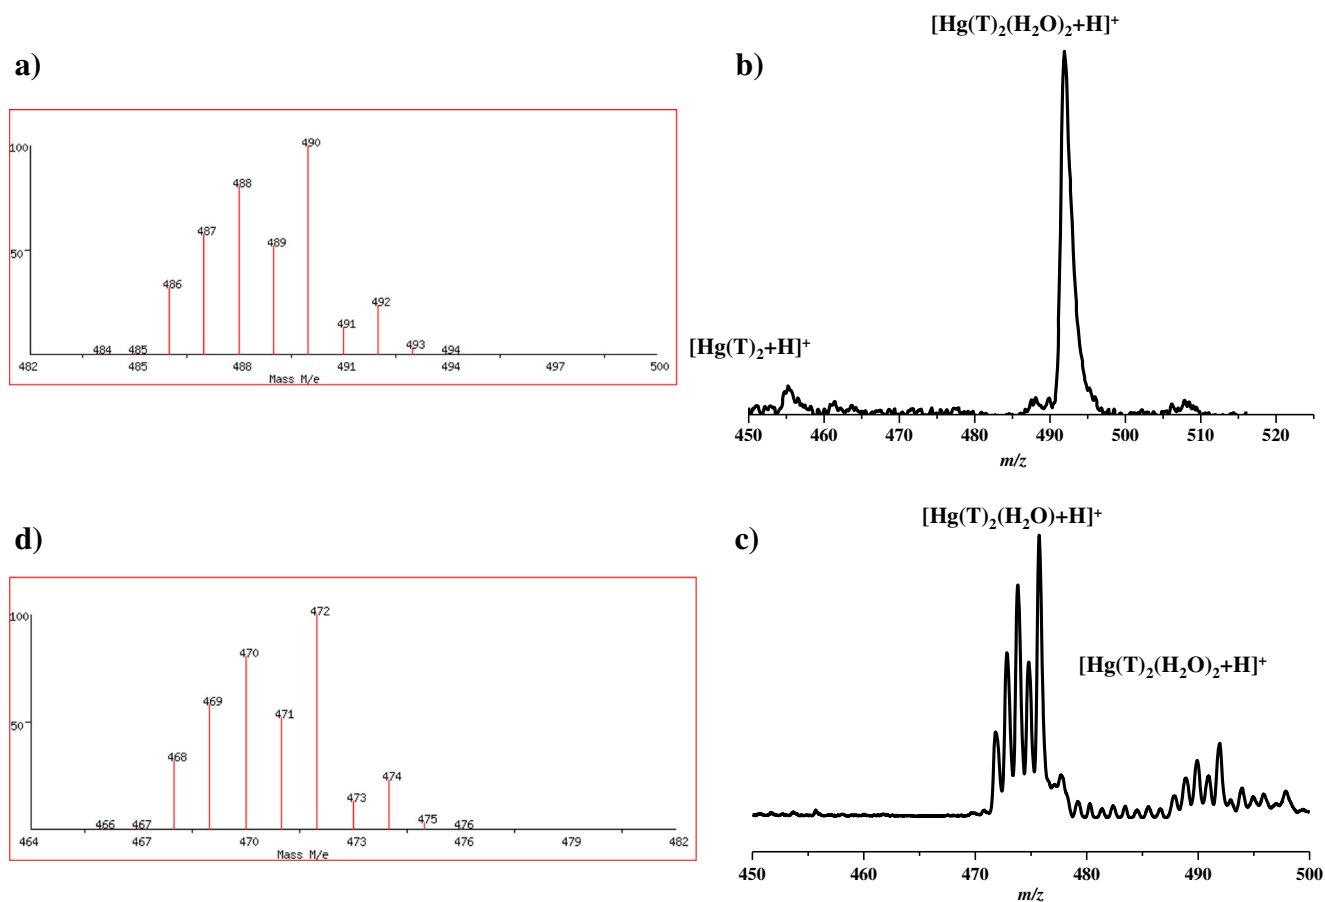 a)
100
50
484
485
486
487
488
489
490
491
492
493
494
482
485
488
491
494
497
500
Mass M/e
b)
[Hg(T)₂(H₂O)₂+H]⁺
[Hg(T)₂+H]⁺
450 460 470 480 490 500 510 520
m/z
d)
100
50
466
467
468
469
470
471
472
473
474
475
476
464
467
470
473
476
479
482
Mass M/e
c)
[Hg(T)₂(H₂O)+H]⁺
[Hg(T)₂(H₂O)₂+H]⁺
450 460 470 480 490 500
m/z